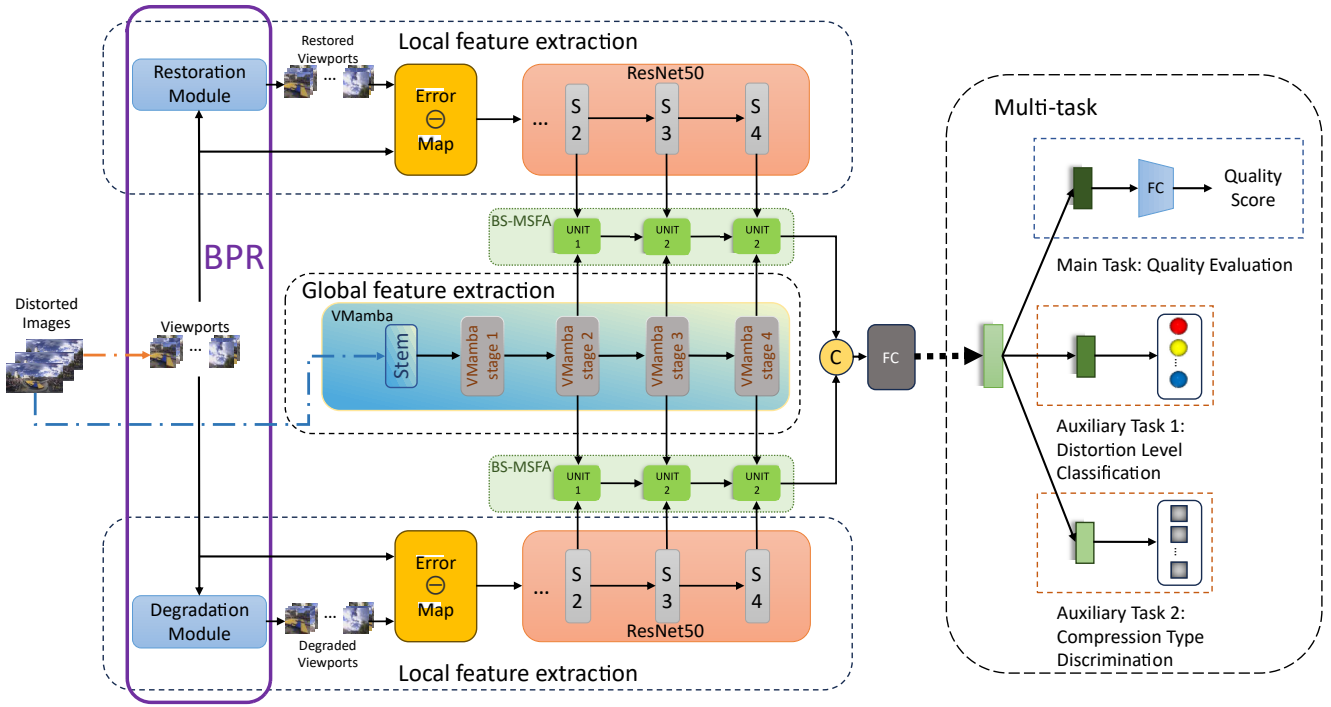 Restored
Viewports
...
Local feature extraction
Restoration
Module
Error
Map
ResNet50
...
S
2
S
3
S
4
BS-MSFA
UNIT
1
UNIT
2
UNIT
2
BPR
Distorted
Images
Viewports
...
Global feature extraction
VMamba
Stem
VMamba
stage 1
VMamba
stage 2
VMamba
stage 3
VMamba
stage 4
C
FC
BS-MSFA
UNIT
1
UNIT
2
UNIT
2
Degradation
Module
...
Degraded
Viewports
Error
Map
...
S
2
S
3
S
4
ResNet50
Local feature extraction
Multi-task
FC
Quality
Score
Main Task: Quality Evaluation
...
Auxiliary Task 1:
Distortion Level
Classification
...
Auxiliary Task 2:
Compression Type
Discrimination